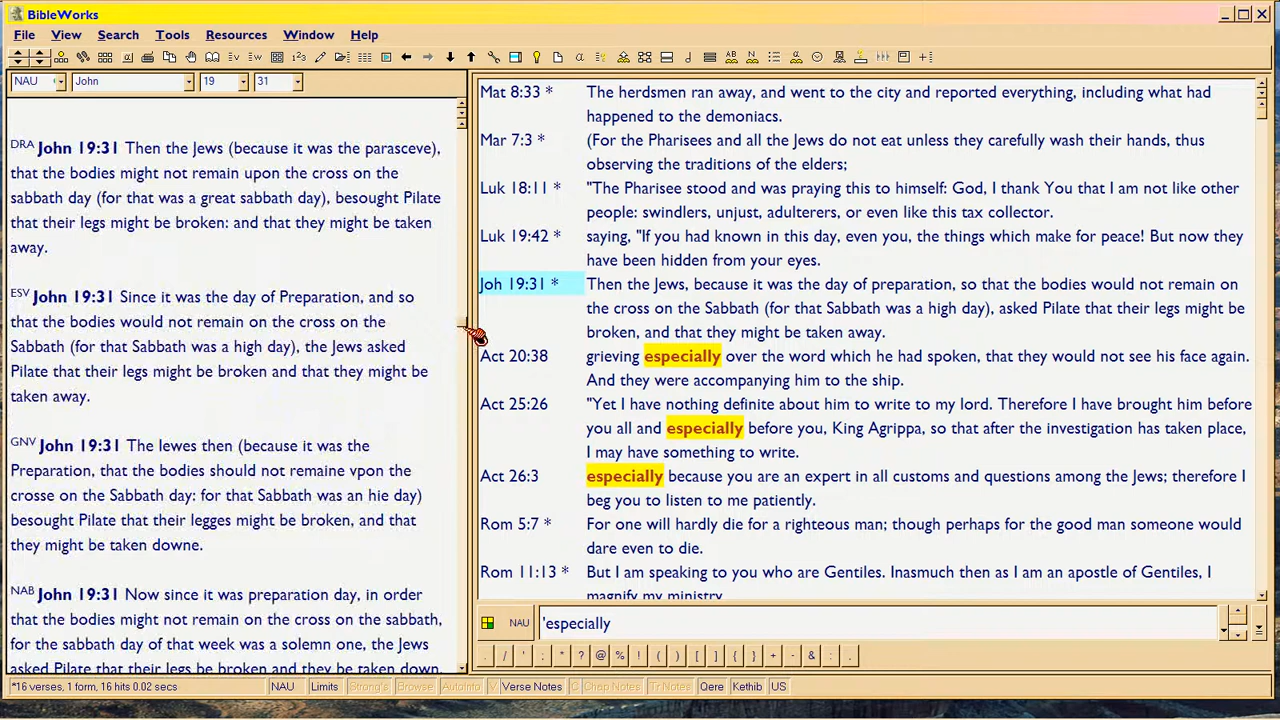 BibleWorks
File View Search Tools Resources Window Help
NAU John 19 31
DRA John 19:31 Then the Jews (because it was the parasceve),
that the bodies might not remain upon the cross on the
sabbath day (for that was a great sabbath day), besought Pilate
that their legs might be broken: and that they might be taken
away.
ESV John 19:31 Since it was the day of Preparation, and so
that the bodies would not remain on the cross on the
Sabbath (for that Sabbath was a high day), the Jews asked
Pilate that their legs might be broken and that they might be
taken away.
GNV John 19:31 The Iewes then (because it was the
Preparation, that the bodies should not remaine vpon the
crosse on the Sabbath day: for that Sabbath was an hie day)
besought Pilate that their legges might be broken, and that
they might be taken downe.
NAB John 19:31 Now since it was preparation day, in order
that the bodies might not remain on the cross on the sabbath,
for the sabbath day of that week was a solemn one, the Jews
asked Pilate that their legs be broken and they be taken down.
Mat 8:33 * The herdsmen ran away, and went to the city and reported everything, including what had
happened to the demoniacs.
Mar 7:3 * (For the Pharisees and all the Jews do not eat unless they carefully wash their hands, thus
observing the traditions of the elders;
Luk 18:11 * "The Pharisee stood and was praying this to himself: God, I thank You that I am not like other
people: swindlers, unjust, adulterers, or even like this tax collector.
Luk 19:42 * saying, "If you had known in this day, even you, the things which make for peace! But now they
have been hidden from your eyes.
Joh 19:31 * Then the Jews, because it was the day of preparation, so that the bodies would not remain on
the cross on the Sabbath (for that Sabbath was a high day), asked Pilate that their legs might be
broken, and that they might be taken away.
Act 20:38 grieving especially over the word which he had spoken, that they would not see his face again.
And they were accompanying him to the ship.
Act 25:26 "Yet I have nothing definite about him to write to my lord. Therefore I have brought him before
you all and especially before you, King Agrippa, so that after the investigation has taken place,
I may have something to write.
Act 26:3 especially because you are an expert in all customs and questions among the Jews; therefore I
beg you to listen to me patiently.
Rom 5:7 * For one will hardly die for a righteous man; though perhaps for the good man someone would
dare even to die.
Rom 11:13 * But I am speaking to you who are Gentiles. Inasmuch then as I am an apostle of Gentiles, I
magnify my ministry
NAU 'especially
. / ' ; * ? @ % ! ( ) [ ] { } + - & : .
*16 verses, 1 form, 16 hits 0.02 secs NAU Limits Strong's Browse AutoInfo V Verse Notes C Chap Notes Tr Notes Qere Kethib US